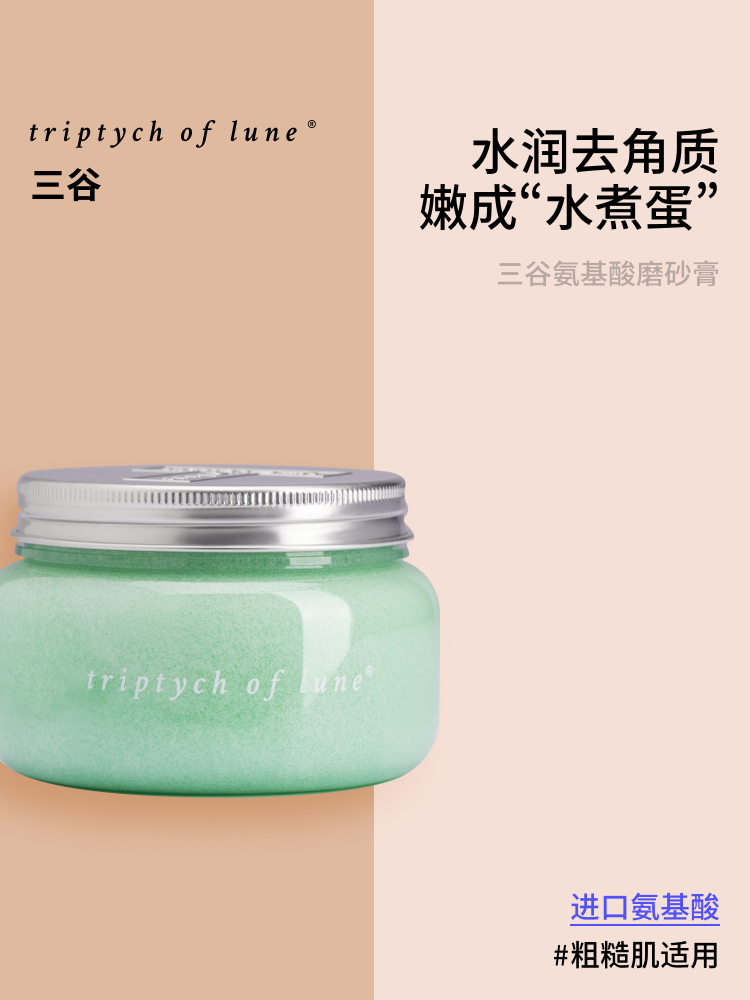 triptych of lune®
三谷
水润去角质
嫩成“水煮蛋”
三谷氨基酸磨砂膏
triptych of lune®
进口氨基酸
#粗糙肌适用